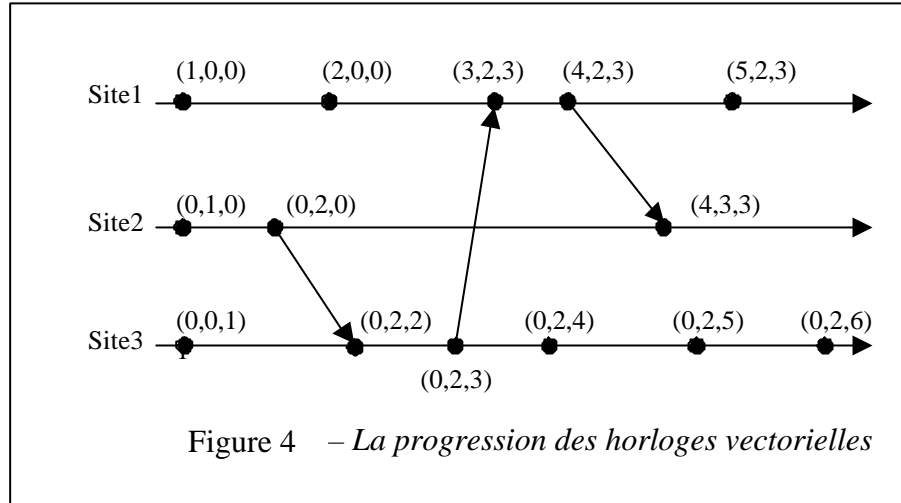 (1,0,0) (2,0,0) (3,2,3) (4,2,3) (5,2,3)
Site1
(0,1,0) (0,2,0) (4,3,3)
Site2
(0,0,1) (0,2,2) (0,2,4) (0,2,5) (0,2,6)
Site3
(0,2,3)
Figure 4 – La progression des horloges vectorielles